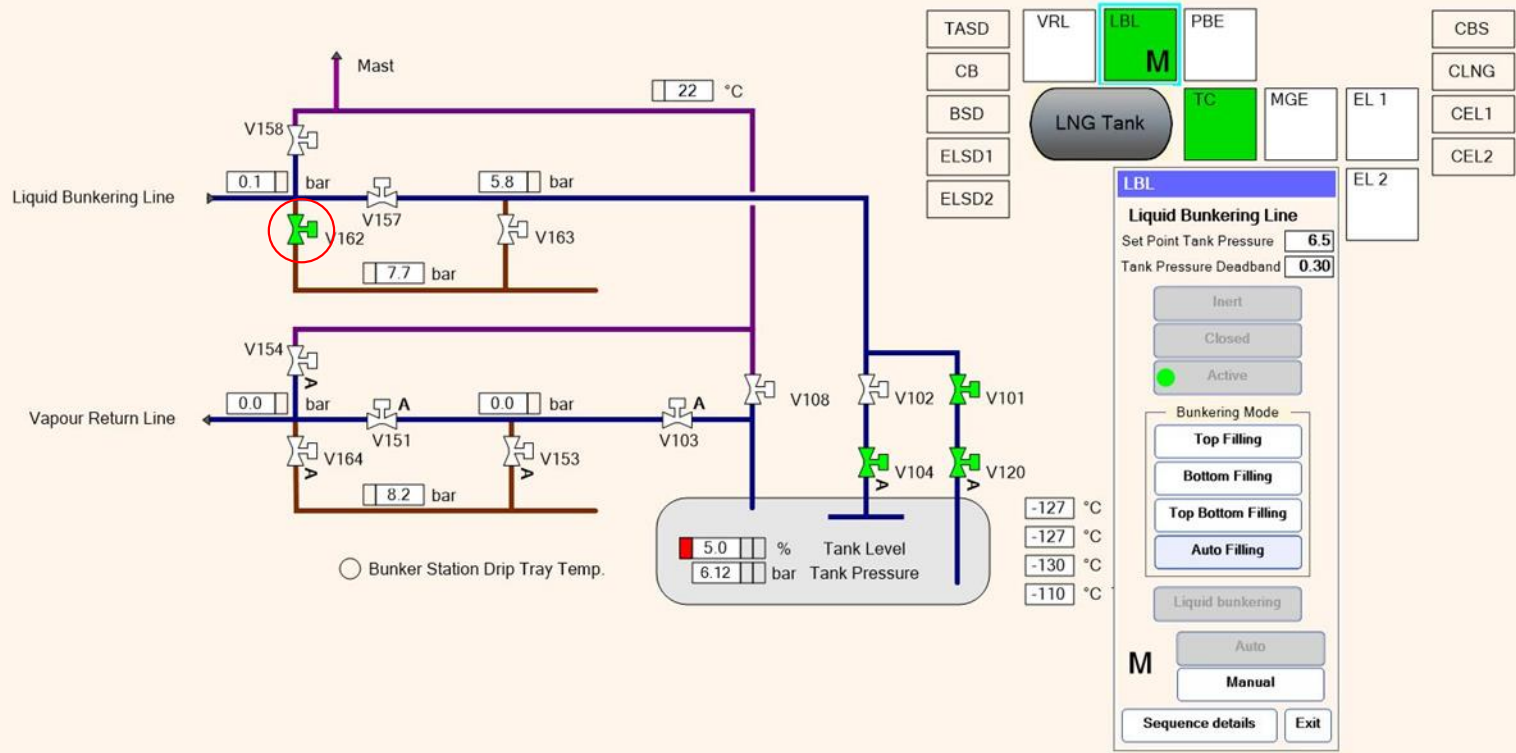 TASD
VRL
LBL
M
PBE
CBS
Mast
CB
CLNG
22 °C
BSD
LNG Tank
TC
MGE
EL 1
CEL1
V158
ELSD1
CEL2
0.1 bar
5.8 bar
LBL
EL 2
Liquid Bunkering Line
V157
ELSD2
Liquid Bunkering Line
V162
V163
Set Point Tank Pressure 6.5
7.7 bar
Tank Pressure Deadband 0.30
Inert
Closed
V154
A
Active
0.0 bar
A
0.0 bar
A
V108
V102
V101
Bunkering Mode
Vapour Return Line
V151
V103
Top Filling
V164
A
V153
A
V104
A
V120
A
Bottom Filling
8.2 bar
-127 °C
Top Bottom Filling
-127 °C
5.0 % Tank Level
Auto Filling
Bunker Station Drip Tray Temp.
6.12 bar Tank Pressure
-130 °C
-110 °C
Liquid bunkering
Auto
M
Manual
Sequence details
Exit